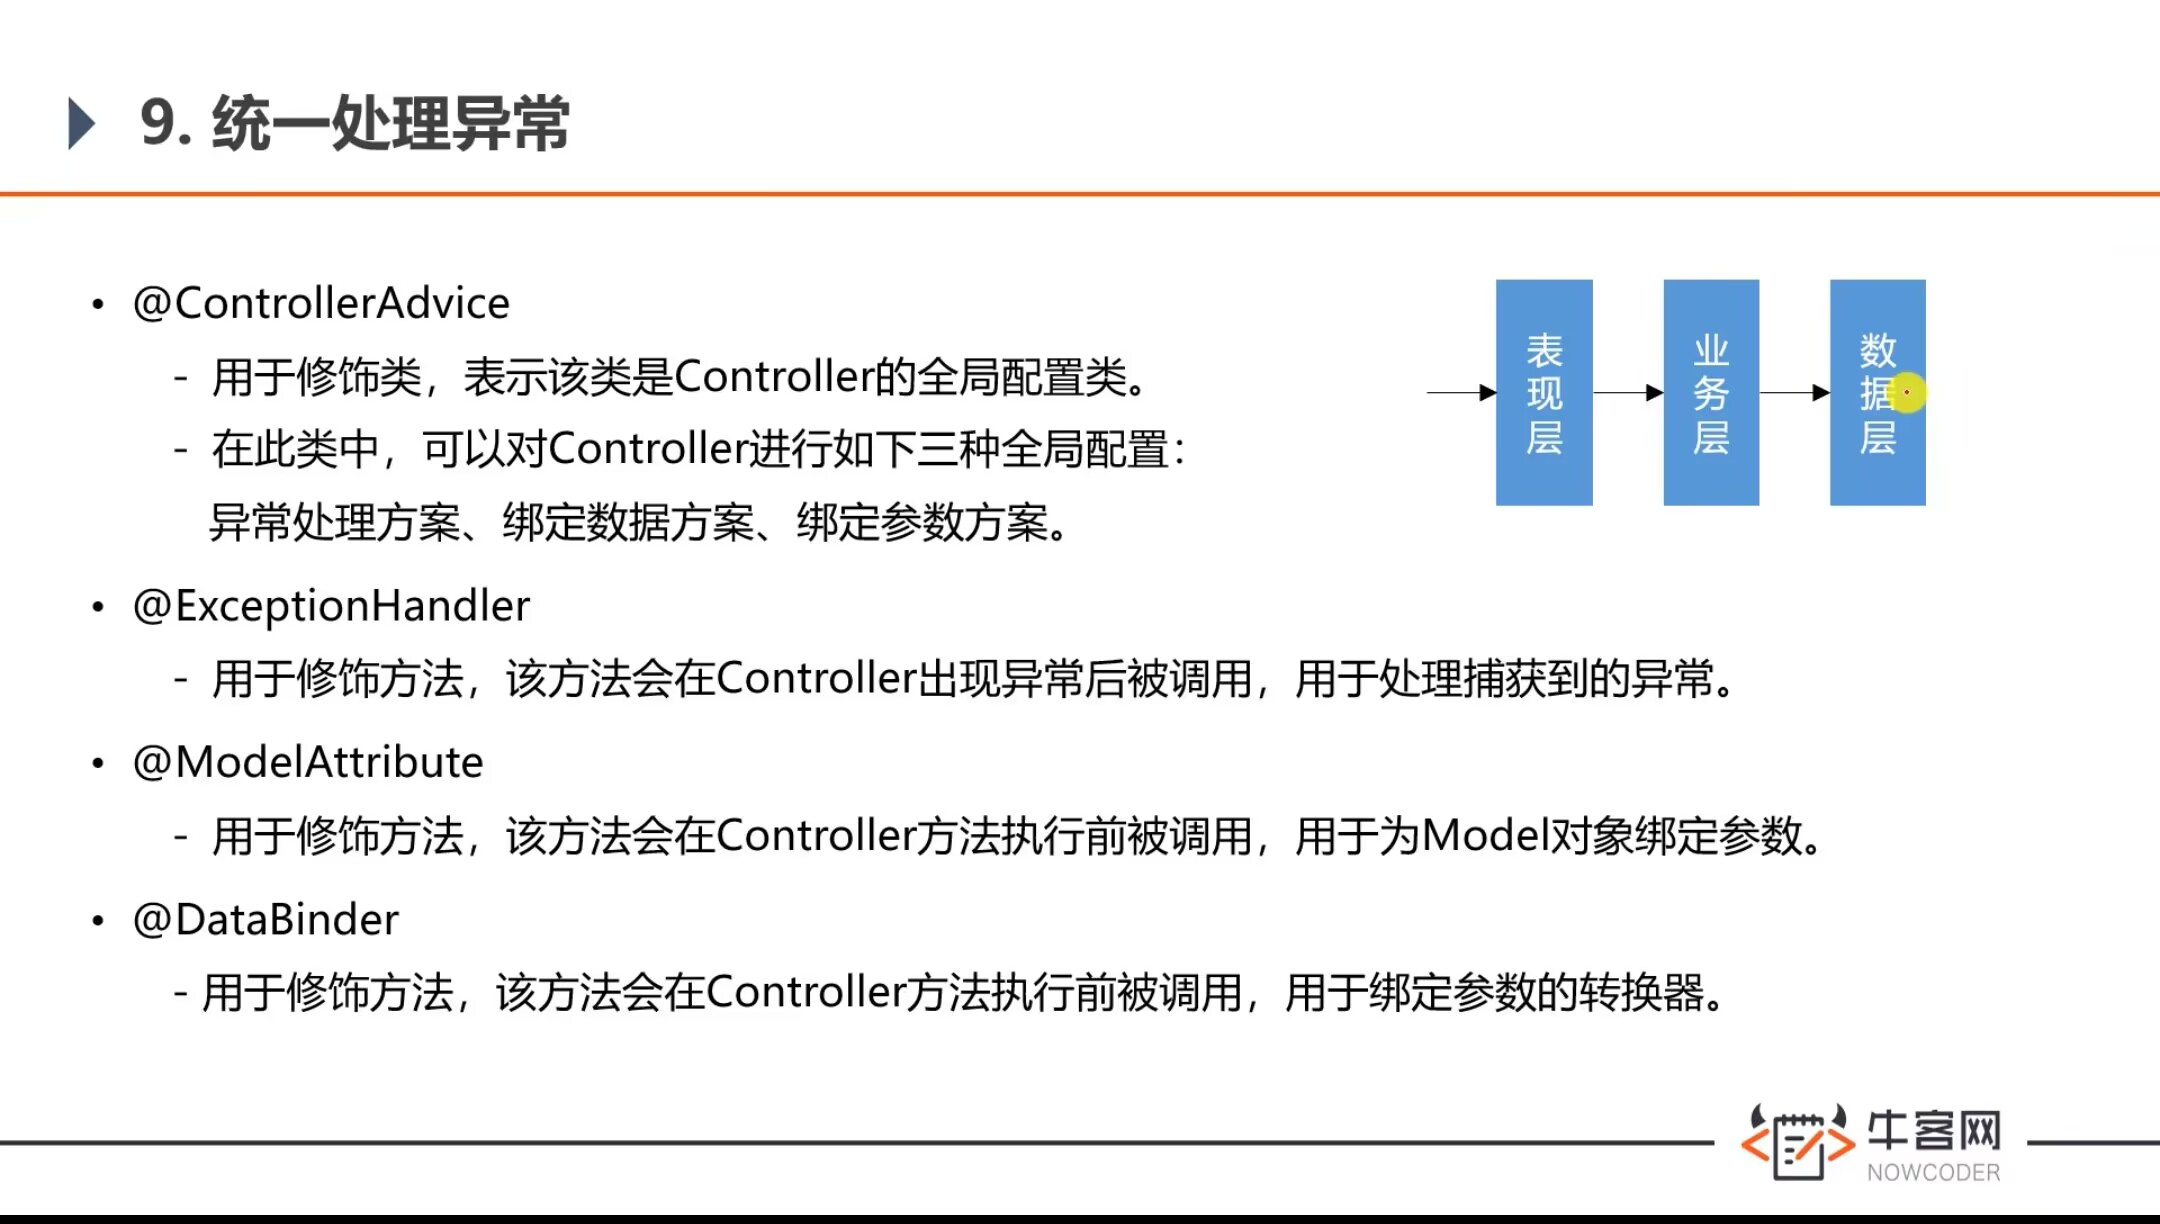 9. 统一处理异常
• @ControllerAdvice
- 用于修饰类，表示该类是Controller的全局配置类。
- 在此类中，可以对Controller进行如下三种全局配置：
异常处理方案、绑定数据方案、绑定参数方案。
• @ExceptionHandler
- 用于修饰方法，该方法会在Controller出现异常后被调用，用于处理捕获到的异常。
• @ModelAttribute
- 用于修饰方法，该方法会在Controller方法执行前被调用，用于为Model对象绑定参数。
• @DataBinder
- 用于修饰方法，该方法会在Controller方法执行前被调用，用于绑定参数的转换器。
表现层
业务层
数据层
牛客网
NOWCODER